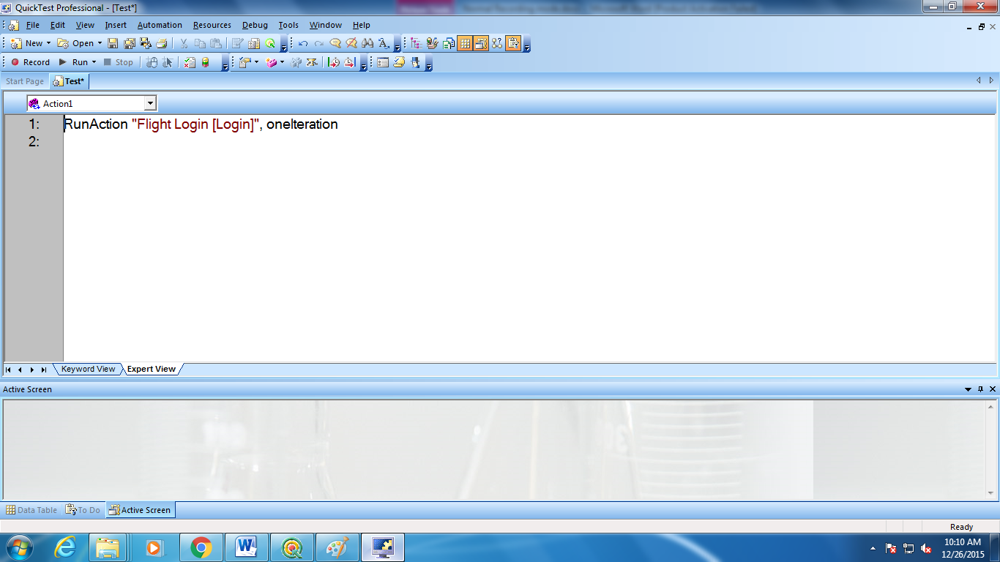 QuickTest Professional - [Test*]
File Edit View Insert Automation Resources Debug Tools Window Help
New Open
Record Run Stop
Start Page Test*
Action1
1: RunAction "Flight Login [Login]", oneIteration
2:
Keyword View Expert View
Active Screen
Data Table To Do Active Screen
Ready
10:10 AM
12/26/2015